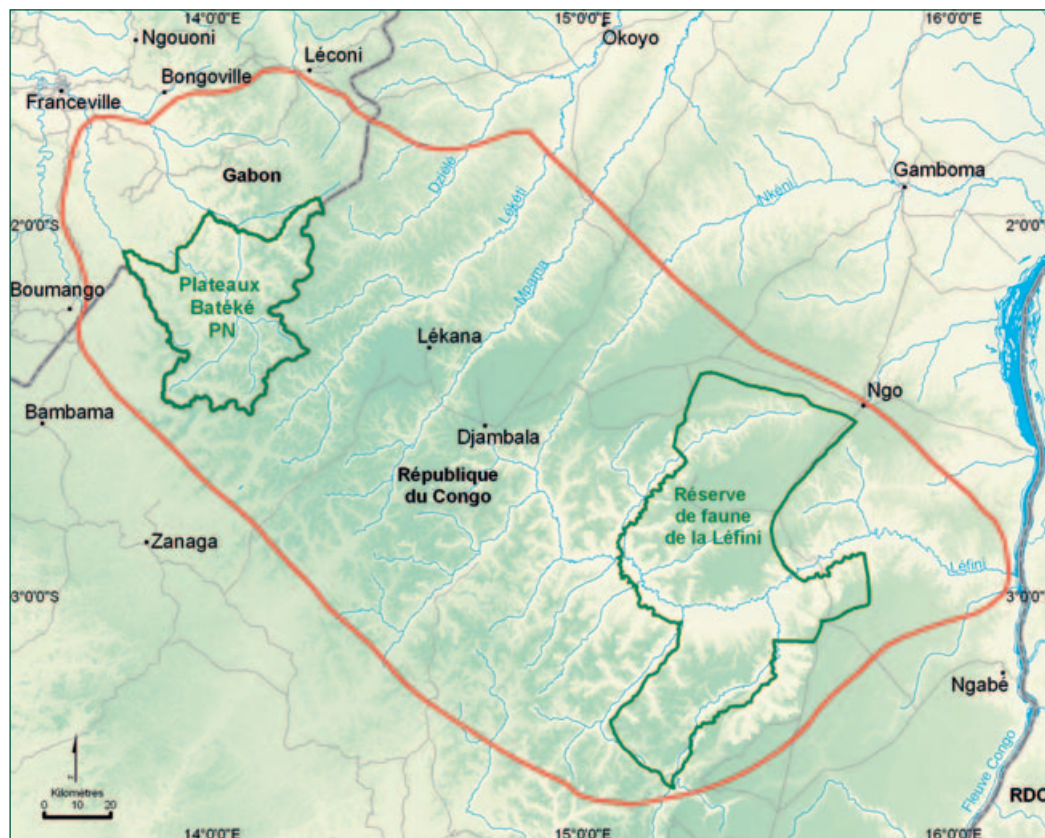 14°0'0"E
15°0'0"E
16°0'0"E
Ngouoni
Okoyo
Léconi
Bongoville
Franceville
Gabon
Dziélé
Lékéti
Nkéni
Gamboma
2°0'0"S
2°0'0"
Plateaux
Batéké
PN
Boumango
Mpama
Lékana
Ngo
Bambama
Djambala
République
du Congo
Réserve
de faune
de la Léfini
Zanaga
Léfini
3°0'0"S
3°0'0"
Ngabé
Fleuve Congo
Kilomètres
0 10 20
RDC
14°0'0"E
15°0'0"E
16°0'0"E